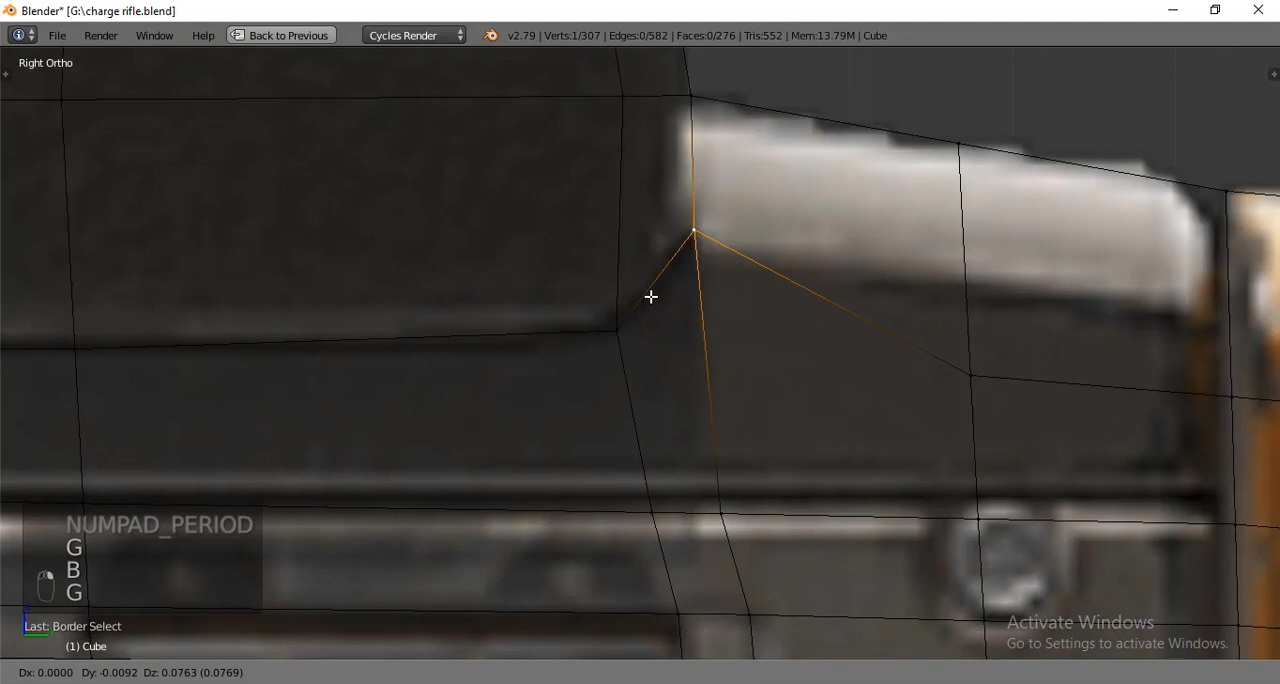 Blender* [G:\charge rifle.blend]
File Render Window Help Back to Previous Cycles Render v2.79 | Verts:1/307 | Edges:0/582 | Faces:0/276 | Tris:552 | Mem:13.79M | Cube
Right Ortho
NUMPAD_PERIOD
G
B
G
Last: Border Select
(1) Cube
Activate Windows
Go to Settings to activate Windows.
Dx: 0.0000 Dy: -0.0092 Dz: 0.0763 (0.0769)